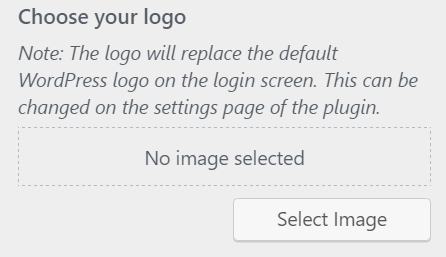 Choose your logo
Note: The logo will replace the default
WordPress logo on the login screen. This can be
changed on the settings page of the plugin.
No image selected
Select Image